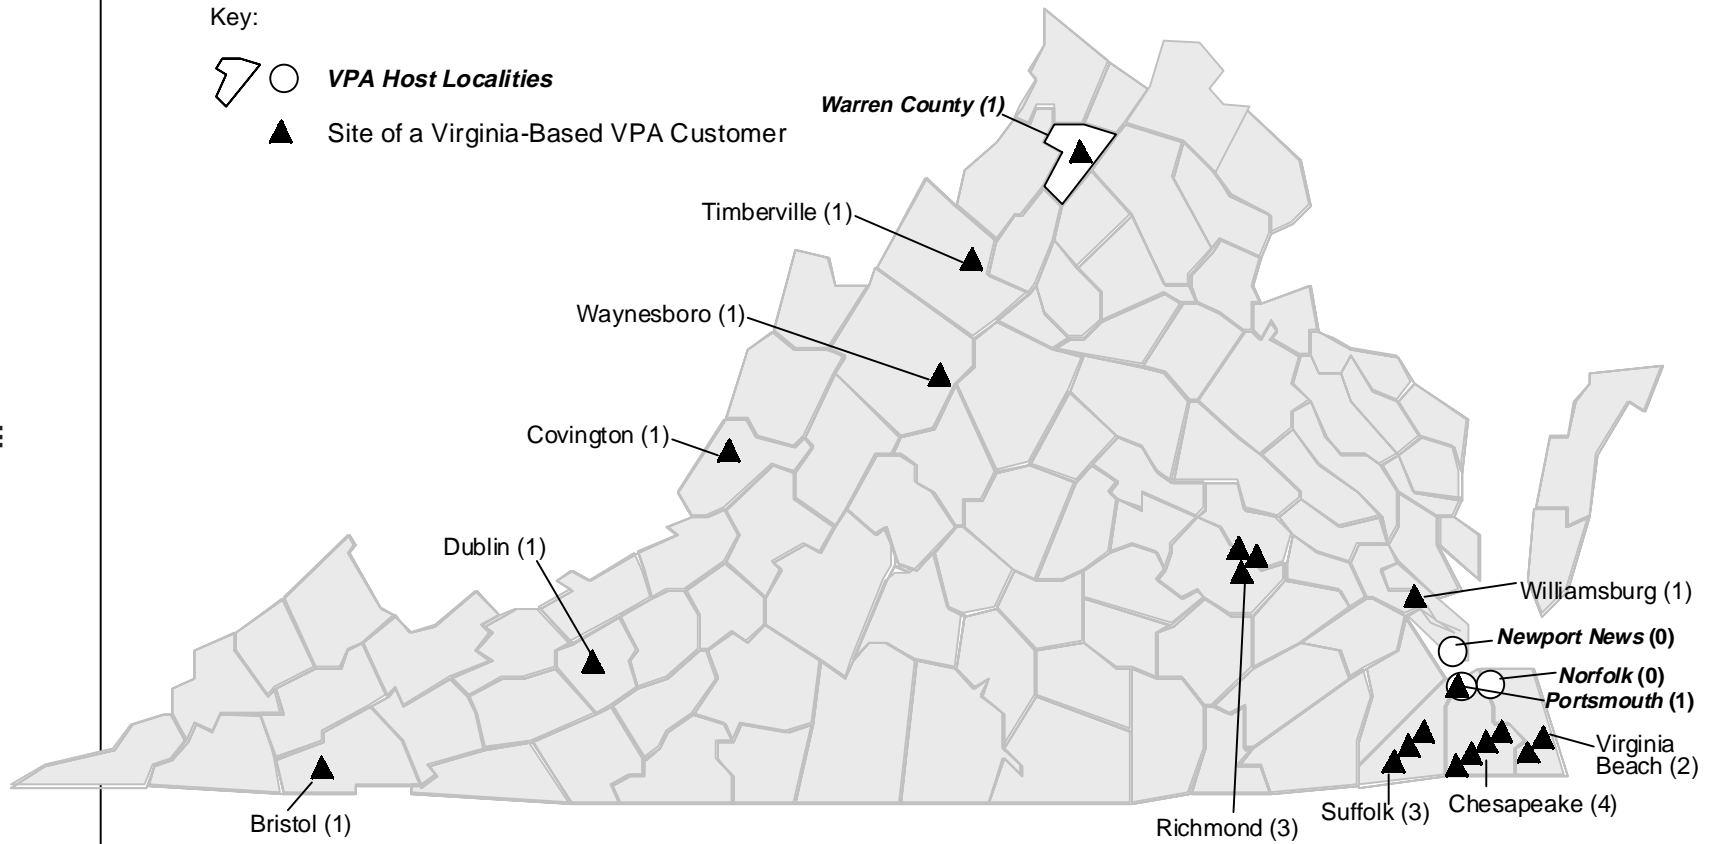 Key:
VPA Host Localities
Site of a Virginia-Based VPA Customer
Warren County (1)
Timberville (1)
Waynesboro (1)
Covington (1)
Dublin (1)
Williamsburg (1)
Newport News (0)
Norfolk (0)
Portsmouth (1)
Virginia
Beach (2)
Chesapeake (4)
Suffolk (3)
Richmond (3)
Bristol (1)